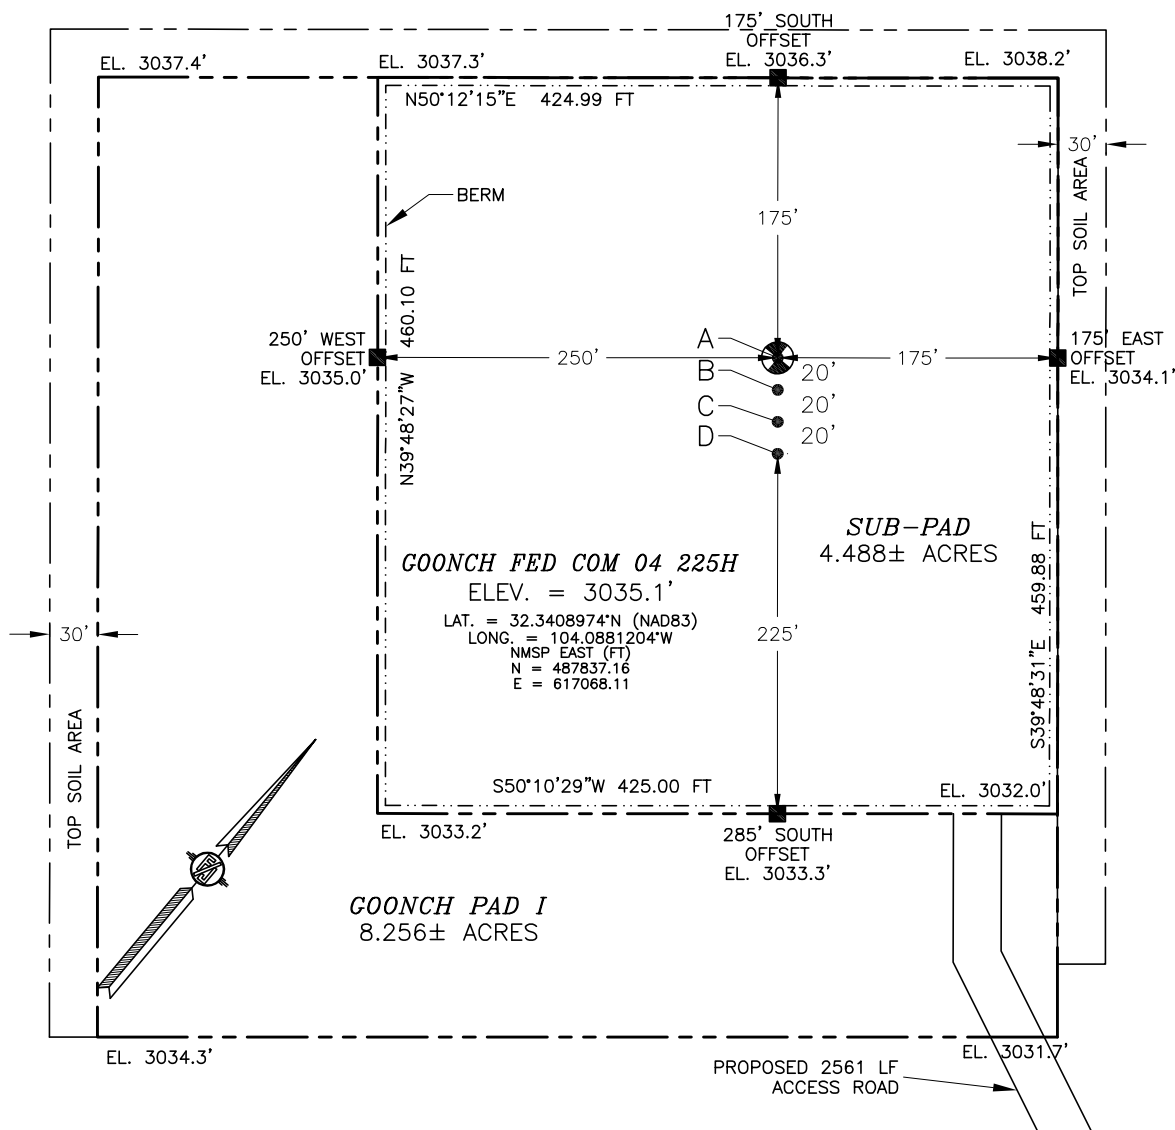 175' SOUTH
OFFSET
EL. 3036.3'
EL. 3037.4'
EL. 3037.3'
EL. 3038.2'
N50°12'15"E 424.99 FT
30'
TOP SOIL AREA
BERM
175'
N39°48'27"W 460.10 FT
250' WEST
OFFSET
EL. 3035.0'
250'
A
175'
175' EAST
OFFSET
EL. 3034.1'
B
20'
C
20'
D
20'
SUB-PAD
4.488± ACRES
S39°48'31"E 459.88 FT
GOONCH FED COM 04 225H
ELEV. = 3035.1'
LAT. = 32.3408974°N (NAD83)
LONG. = 104.0881204°W
NMSP EAST (FT)
N = 487837.16
E = 617068.11
225'
30'
TOP SOIL AREA
S50°10'29"W 425.00 FT
EL. 3032.0'
EL. 3033.2'
285' SOUTH
OFFSET
EL. 3033.3'
GOONCH PAD I
8.256± ACRES
EL. 3034.3'
EL. 3031.7'
PROPOSED 2561 LF
ACCESS ROAD